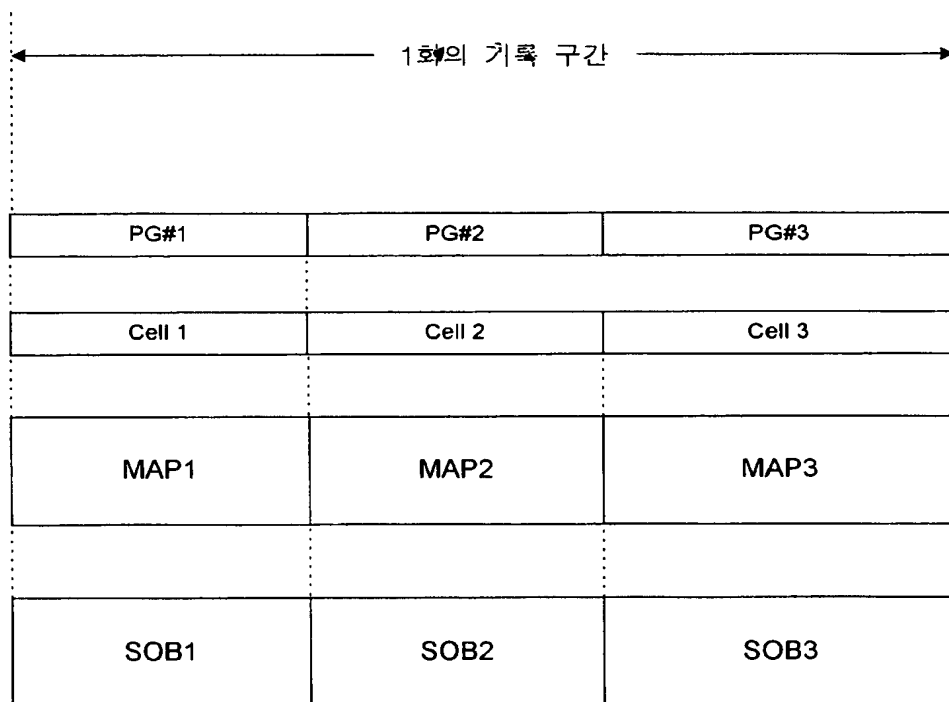 1회의 기록 구간
PG#1 PG#2 PG#3
Cell 1 Cell 2 Cell 3
MAP1 MAP2 MAP3
SOB1 SOB2 SOB3